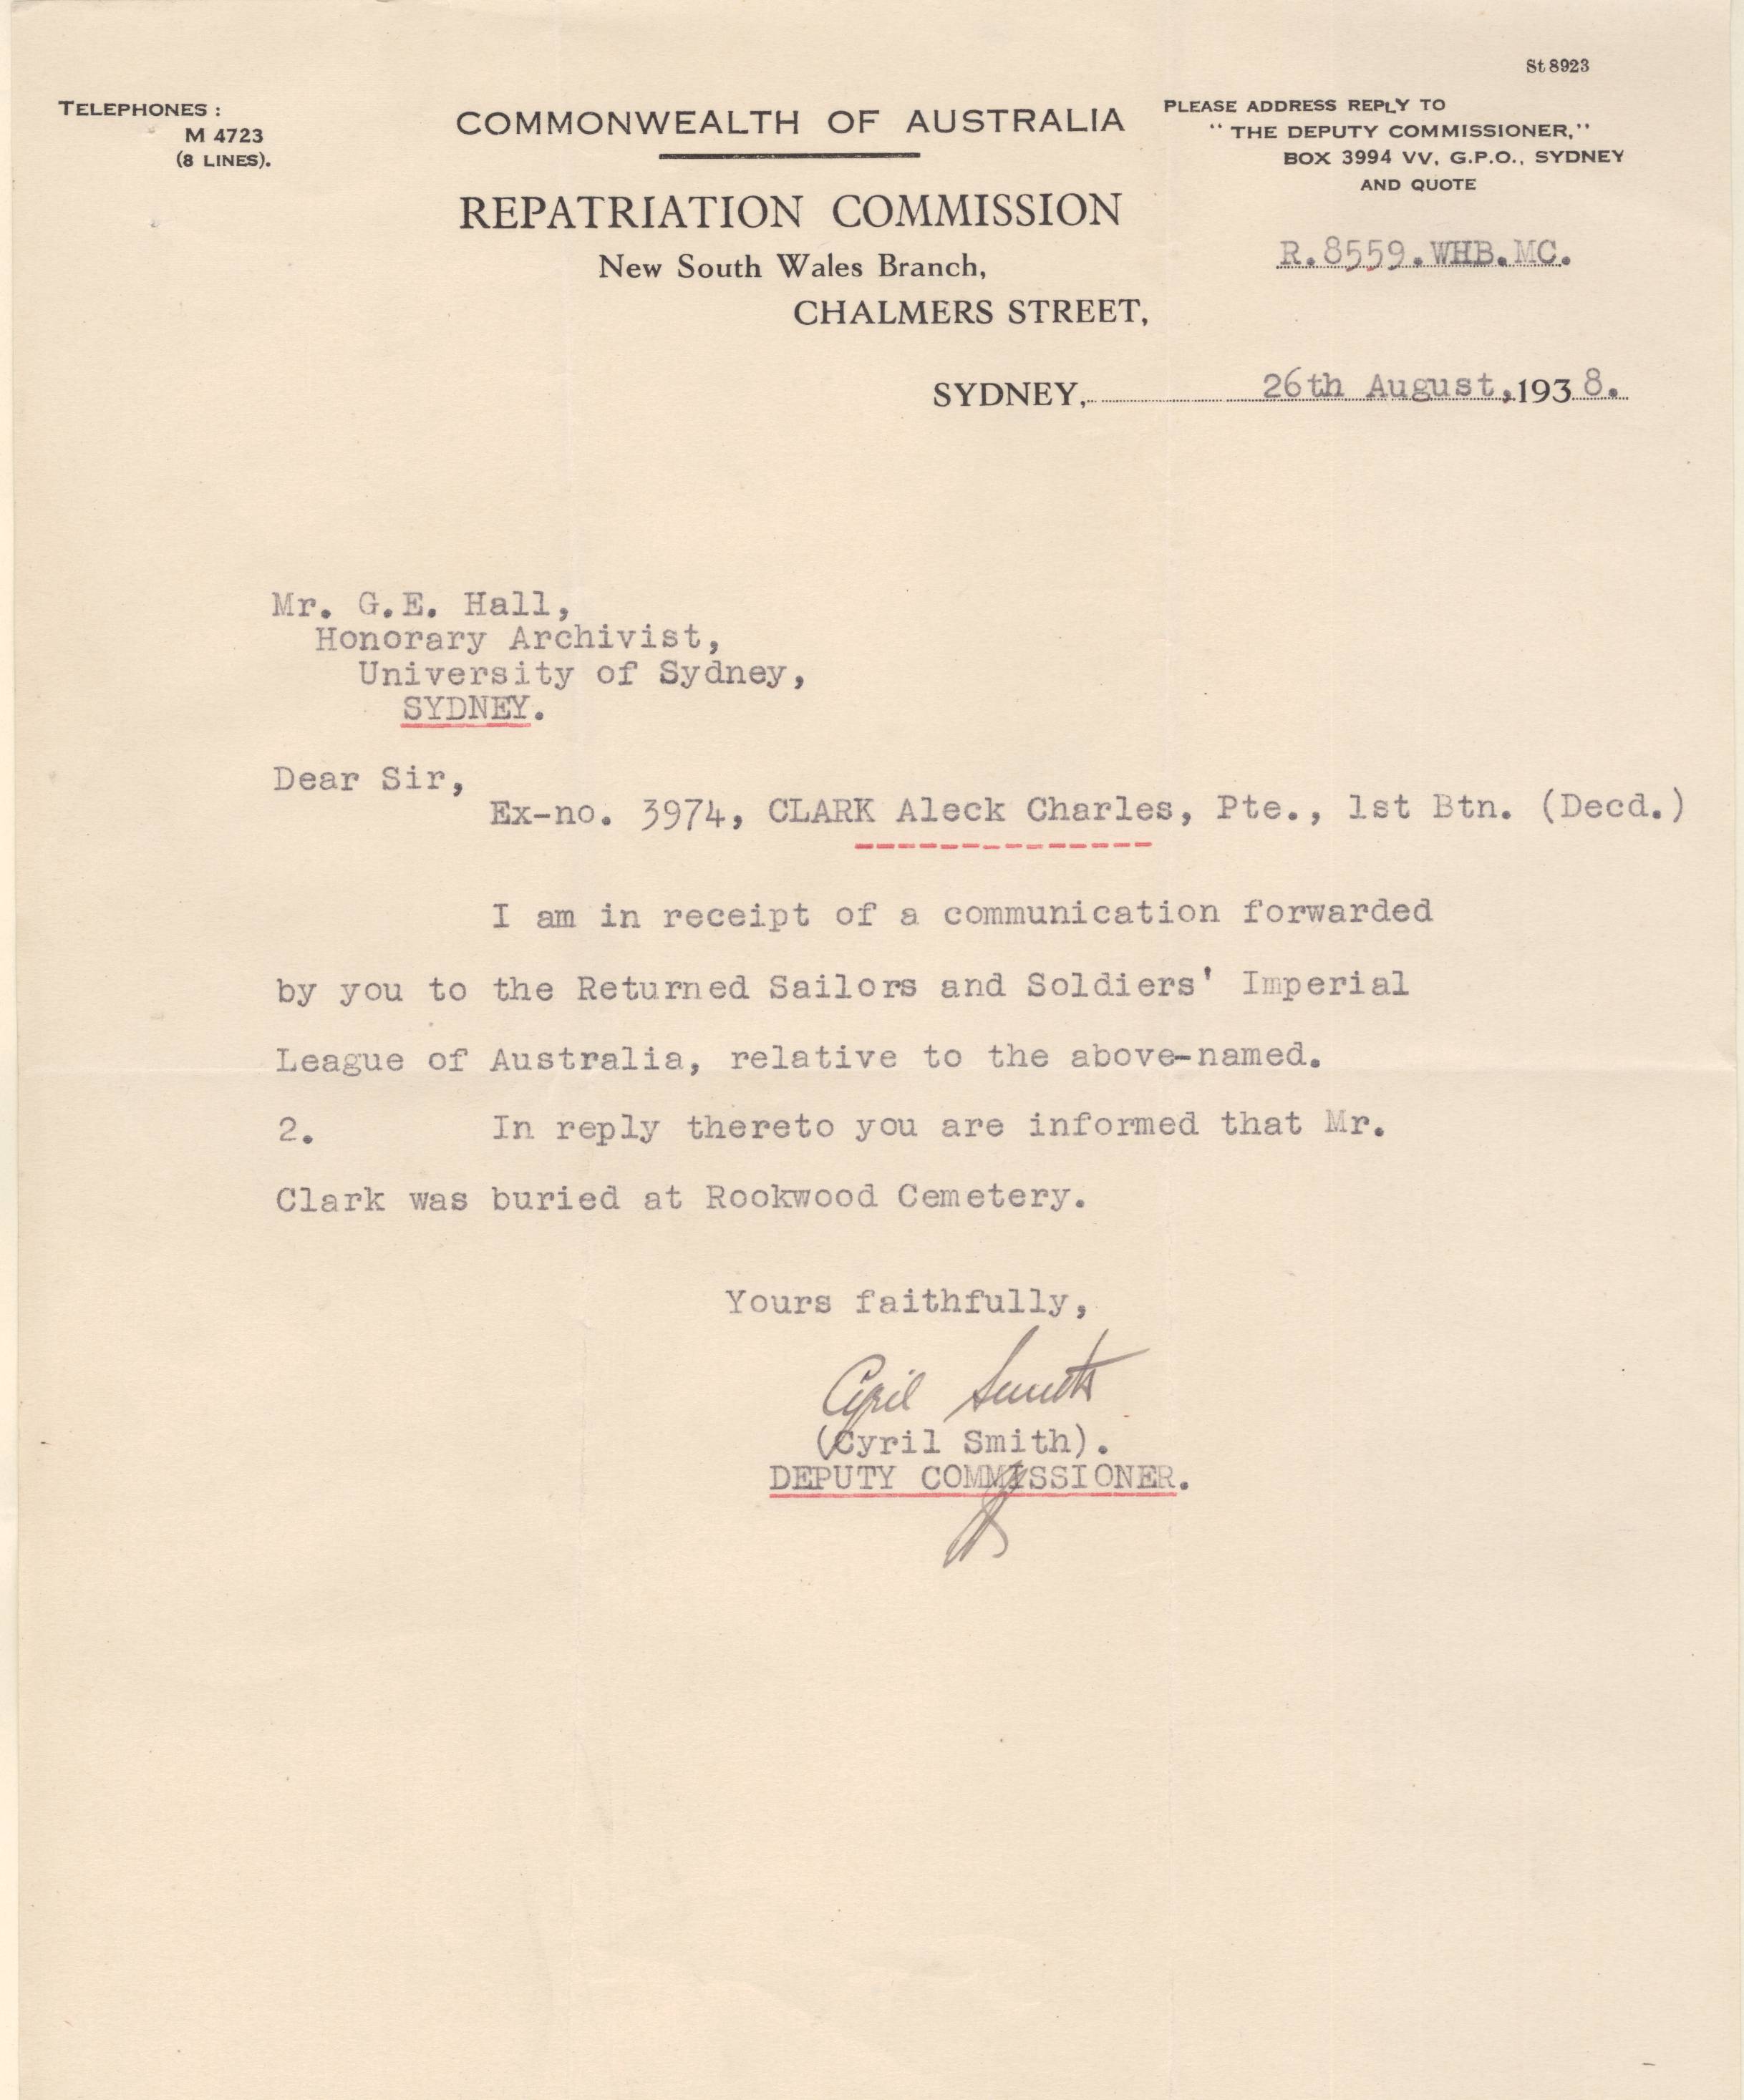 St 8923
TELEPHONES :
M 4723
(8 LINES).
COMMONWEALTH OF AUSTRALIA
REPATRIATION COMMISSION
New South Wales Branch,
CHALMERS STREET,
PLEASE ADDRESS REPLY TO
"THE DEPUTY COMMISSIONER,"
BOX 3994 VV, G.P.O., SYDNEY
AND QUOTE
R.8559.WHB.MC.
SYDNEY, 26th August, 1938.
Mr. G.E. Hall,
Honorary Archivist,
University of Sydney,
SYDNEY.
Dear Sir,
Ex-no. 3974, CLARK Aleck Charles, Pte., 1st Btn. (Decd.)
I am in receipt of a communication forwarded
by you to the Returned Sailors and Soldiers' Imperial
League of Australia, relative to the above-named.
2. In reply thereto you are informed that Mr.
Clark was buried at Rookwood Cemetery.
Yours faithfully,
Cyril Smith
(Cyril Smith).
DEPUTY COMMISSIONER.